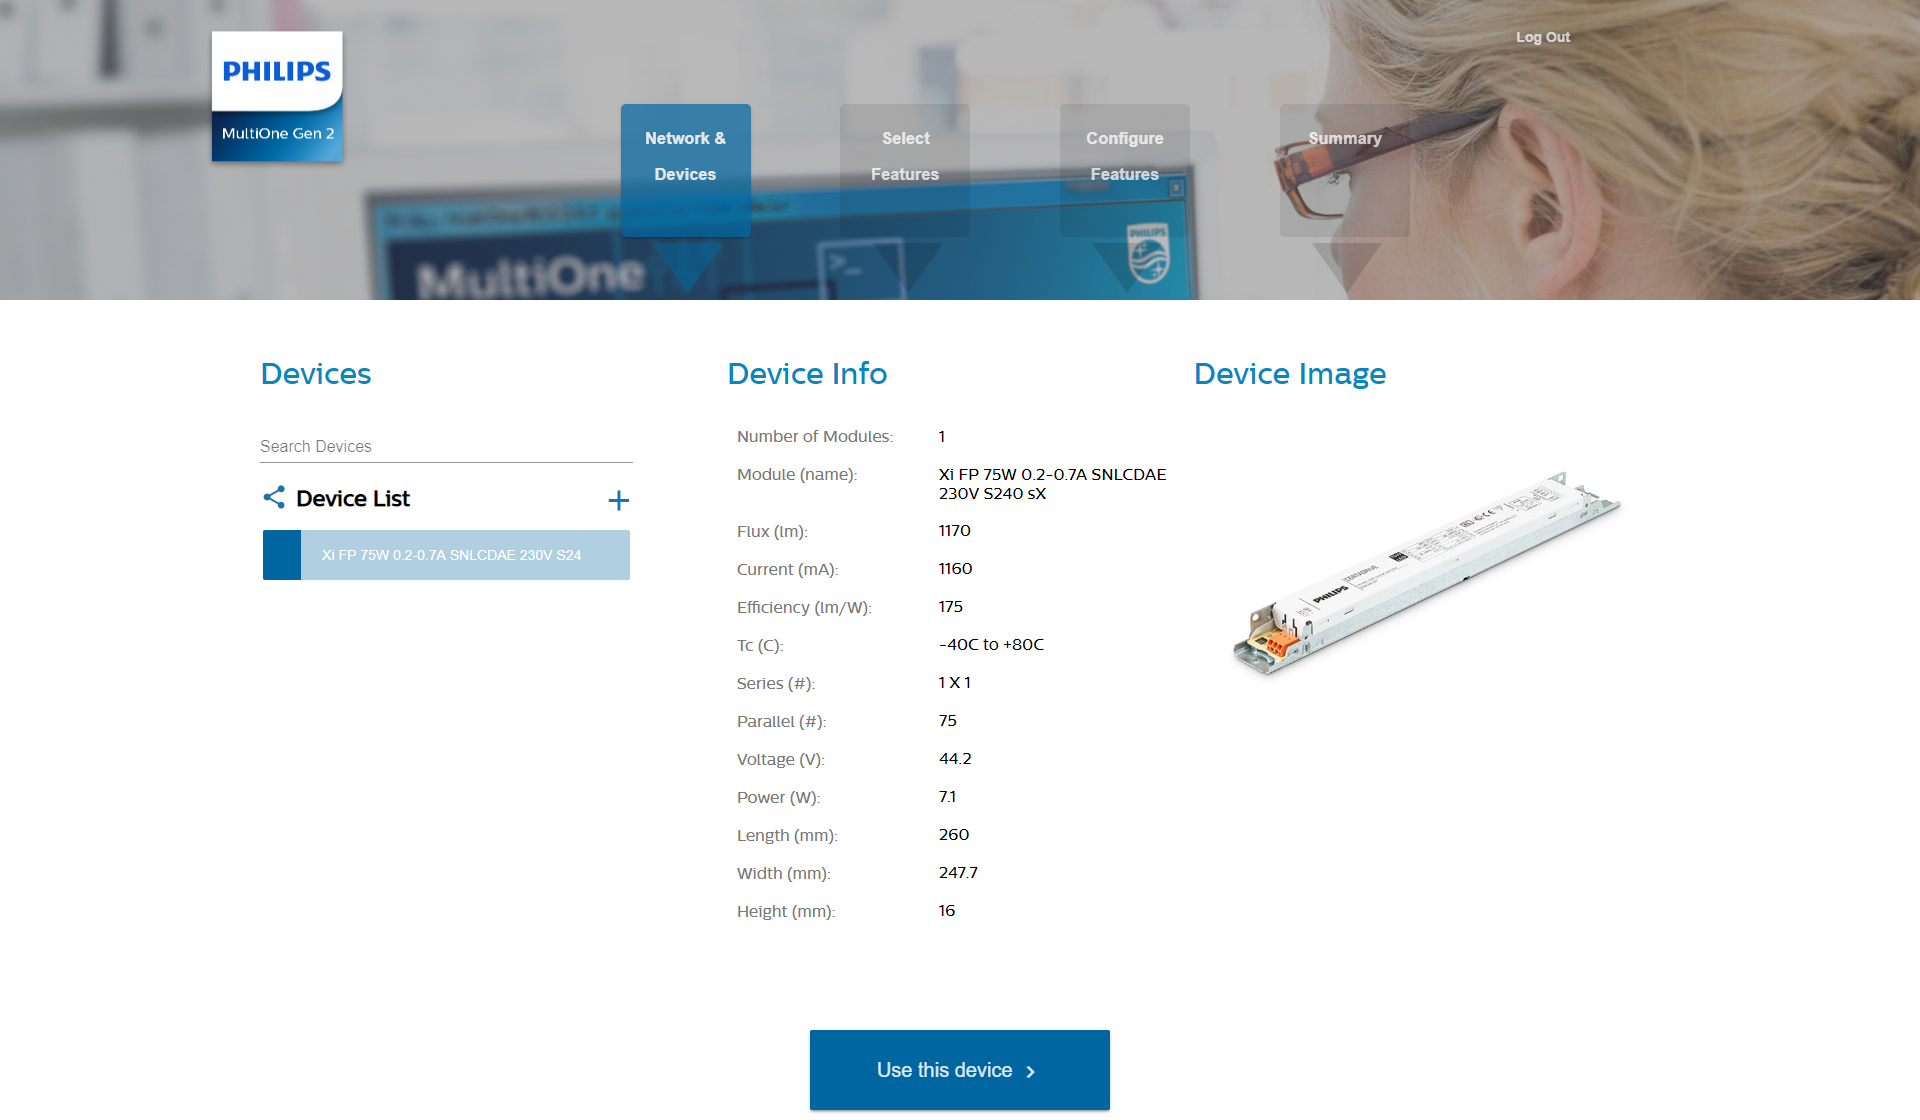 Log Out
PHILIPS
MultiOne Gen 2
Network &
Devices
Select
Features
Configure
Features
Summary
PHILIPS
MultiOne
>_
Devices
Search Devices
Device List
Xi FP 75W 0.2-0.7A SNLCDAE 230V S24
Device Info
Number of Modules: 1
Module (name): Xi FP 75W 0.2-0.7A SNLCDAE
230V S240 sX
Flux (lm): 1170
Current (mA): 1160
Efficiency (lm/W): 175
Tc (C): -40C to +80C
Series (#): 1 X 1
Parallel (#): 75
Voltage (V): 44.2
Power (W): 7.1
Length (mm): 260
Width (mm): 247.7
Height (mm): 16
Device Image
PHILIPS
Use this device